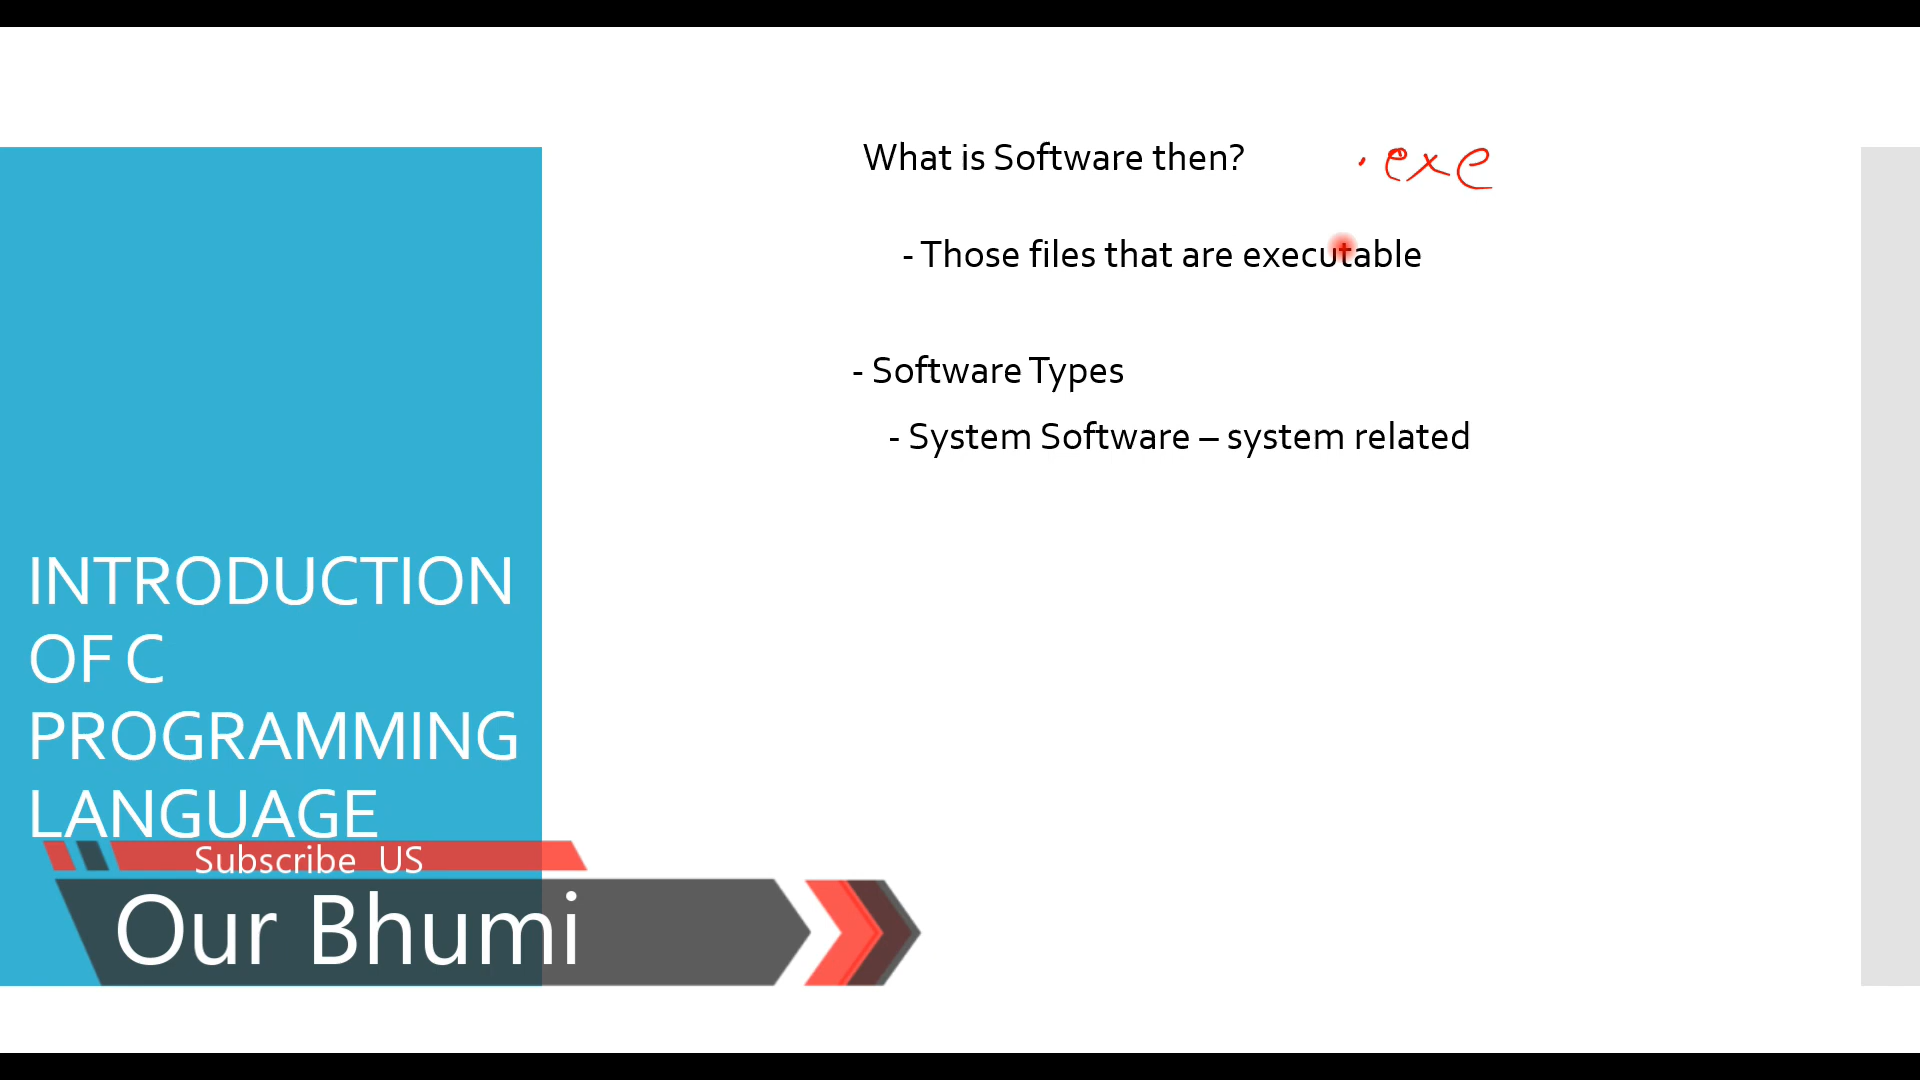 What is Software then? .exe
- Those files that are executable
- Software Types
- System Software – system related
INTRODUCTION
OF C
PROGRAMMING
LANGUAGE
Subscribe US
Our Bhumi